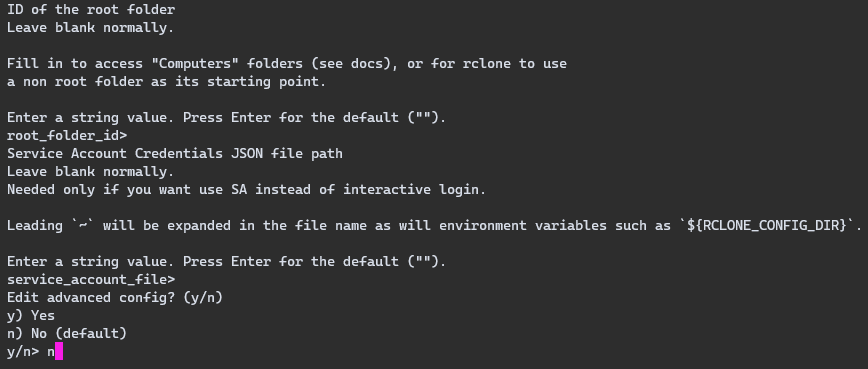 ID of the root folder
Leave blank normally.
Fill in to access "Computers" folders (see docs), or for rclone to use
a non root folder as its starting point.
Enter a string value. Press Enter for the default ("").
root_folder_id>
Service Account Credentials JSON file path
Leave blank normally.
Needed only if you want use SA instead of interactive login.
Leading `~` will be expanded in the file name as will environment variables such as `${RCLONE_CONFIG_DIR}`.
Enter a string value. Press Enter for the default ("").
service_account_file>
Edit advanced config? (y/n)
y) Yes
n) No (default)
y/n> n